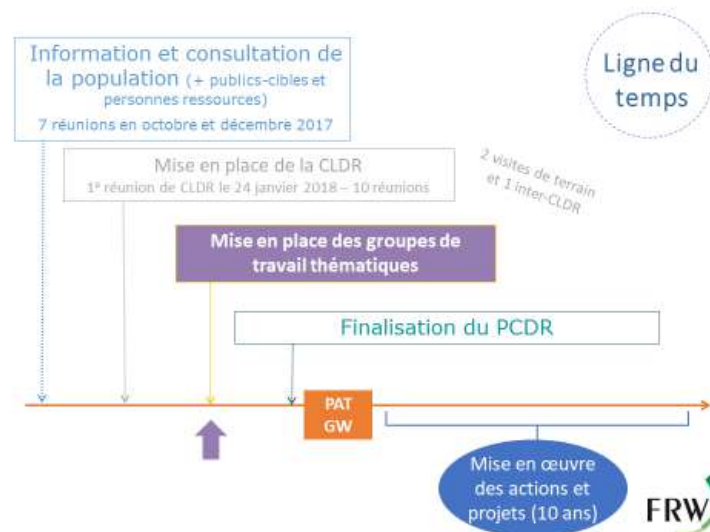 Information et consultation de
la population (+ publics-cibles et
personnes ressources)
7 réunions en octobre et décembre 2017
Ligne du
temps
Mise en place de la CLDR
1e réunion de CLDR le 24 janvier 2018 – 10 réunions
2 visites de terrain
et 1 inter-CLDR
Mise en place des groupes de
travail thématiques
Finalisation du PCDR
PAT
GW
Mise en œuvre
des actions et
projets (10 ans)
FRW